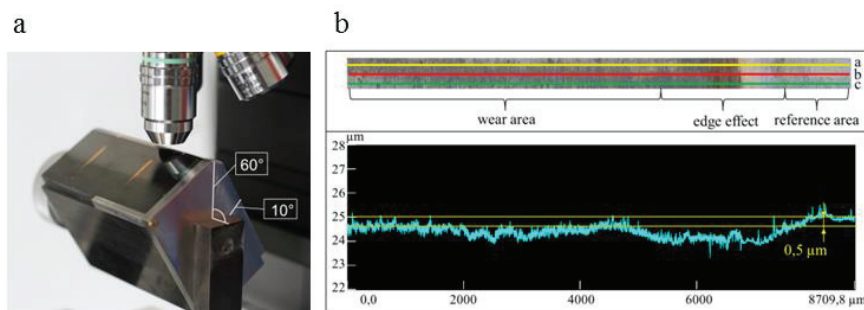 a
b
60°
10°
a
b
c
wear area
edge effect
reference area
µm
28
27
26
25
24
23
22
0,5 µm
0,0
2000
4000
6000
8709,8 µm